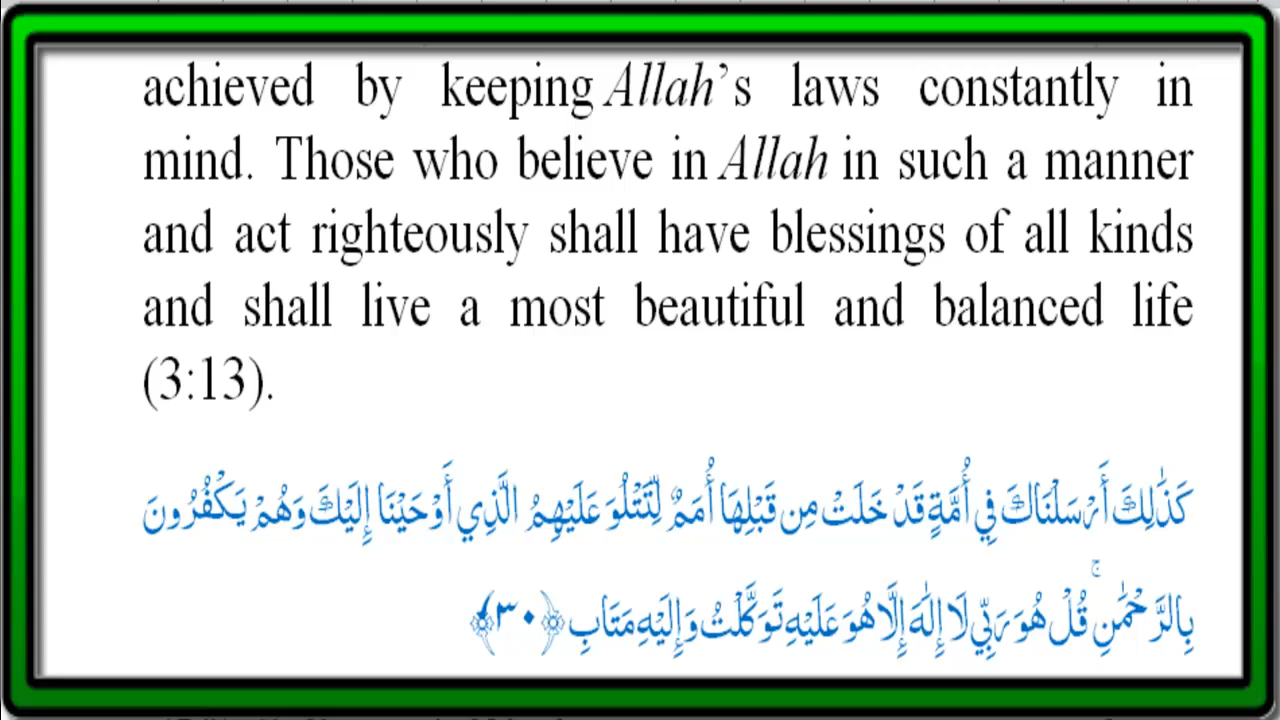 achieved by keeping Allah’s laws constantly in
mind. Those who believe in Allah in such a manner
and act righteously shall have blessings of all kinds
and shall live a most beautiful and balanced life
(3:13).
كَذَٰلِكَ أَرْسَلْنَاكَ فِي أُمَّةٍ قَدْ خَلَتْ مِن قَبْلِهَا أُمَمٌ لِّتَتْلُوَ عَلَيْهِمُ الَّذِي أَوْحَيْنَا إِلَيْكَ وَهُمْ يَكْفُرُونَ
بِالرَّحْمَٰنِ ۚ قُلْ هُوَ رَبِّي لَا إِلَٰهَ إِلَّا هُوَ عَلَيْهِ تَوَكَّلْتُ وَإِلَيْهِ مَتَابِ ﴿٣٠﴾